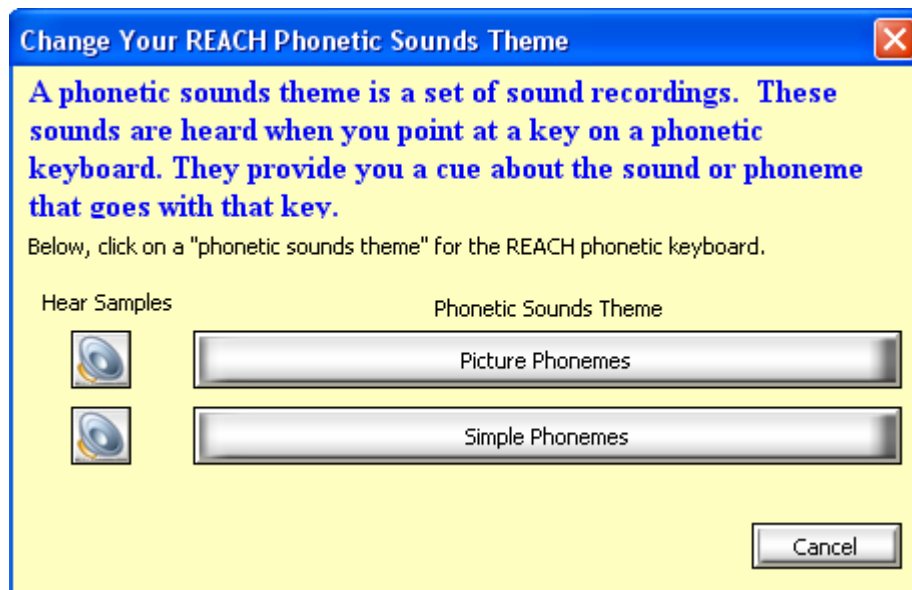 Change Your REACH Phonetic Sounds Theme
A phonetic sounds theme is a set of sound recordings.  These
sounds are heard when you point at a key on a phonetic
keyboard. They provide you a cue about the sound or phoneme
that goes with that key.
Below, click on a "phonetic sounds theme" for the REACH phonetic keyboard.
Hear Samples
Phonetic Sounds Theme
Picture Phonemes
Simple Phonemes
Cancel